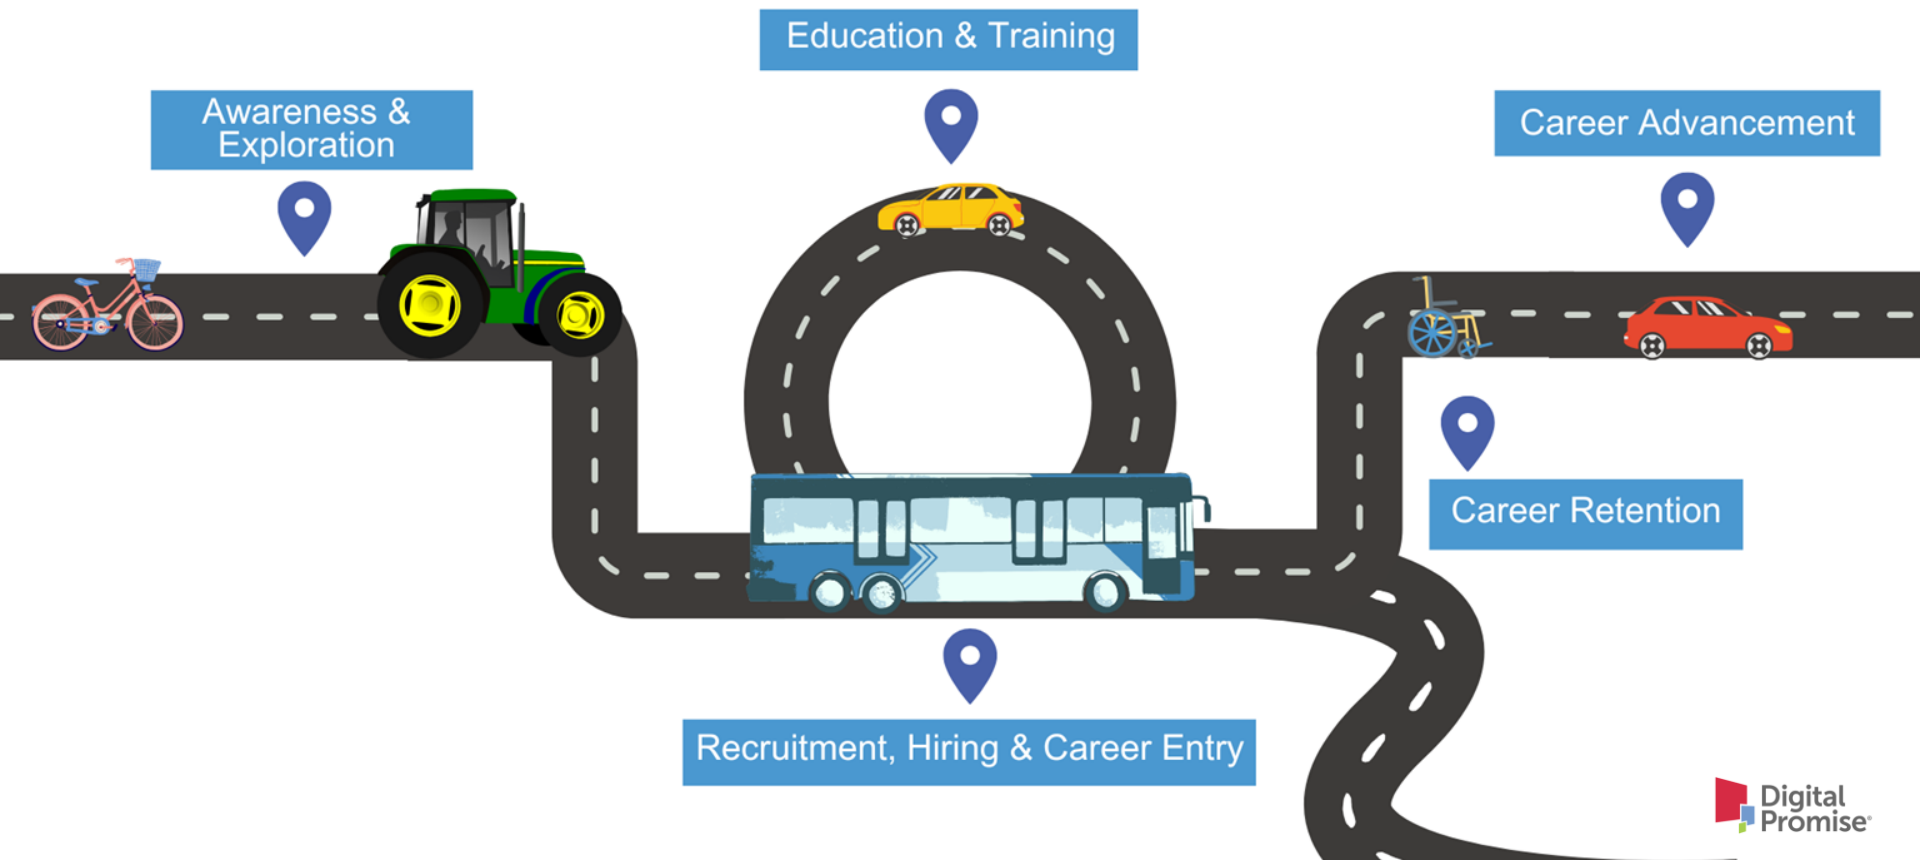 Education & Training
Awareness &
Exploration
Career Advancement
Career Retention
Recruitment, Hiring & Career Entry
Digital
Promise®